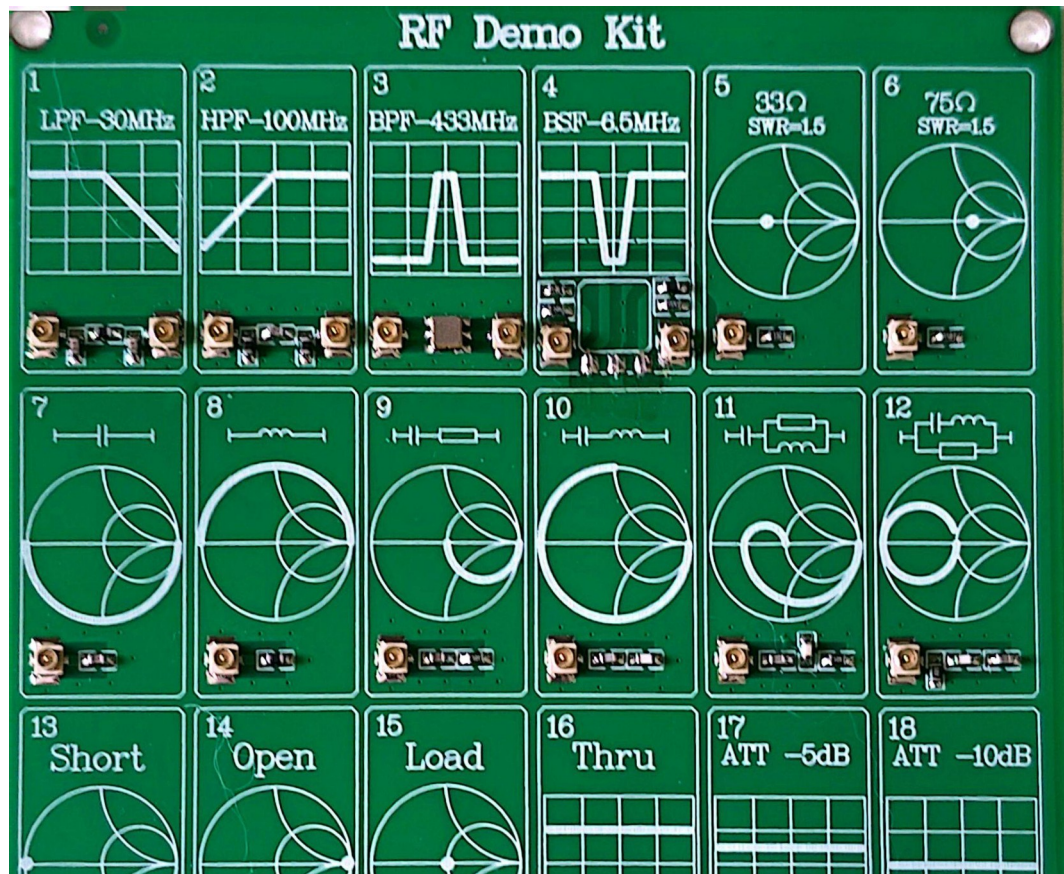 RF Demo Kit
1
LPF-30MHz
2
HPF-100MHz
3
BPF-433MHz
4
BSF-6.5MHz
5
33Ω
SWR=1.5
6
75Ω
SWR=1.5
7
8
9
10
11
12
13
Short
14
Open
15
Load
16
Thru
17
ATT -5dB
18
ATT -10dB